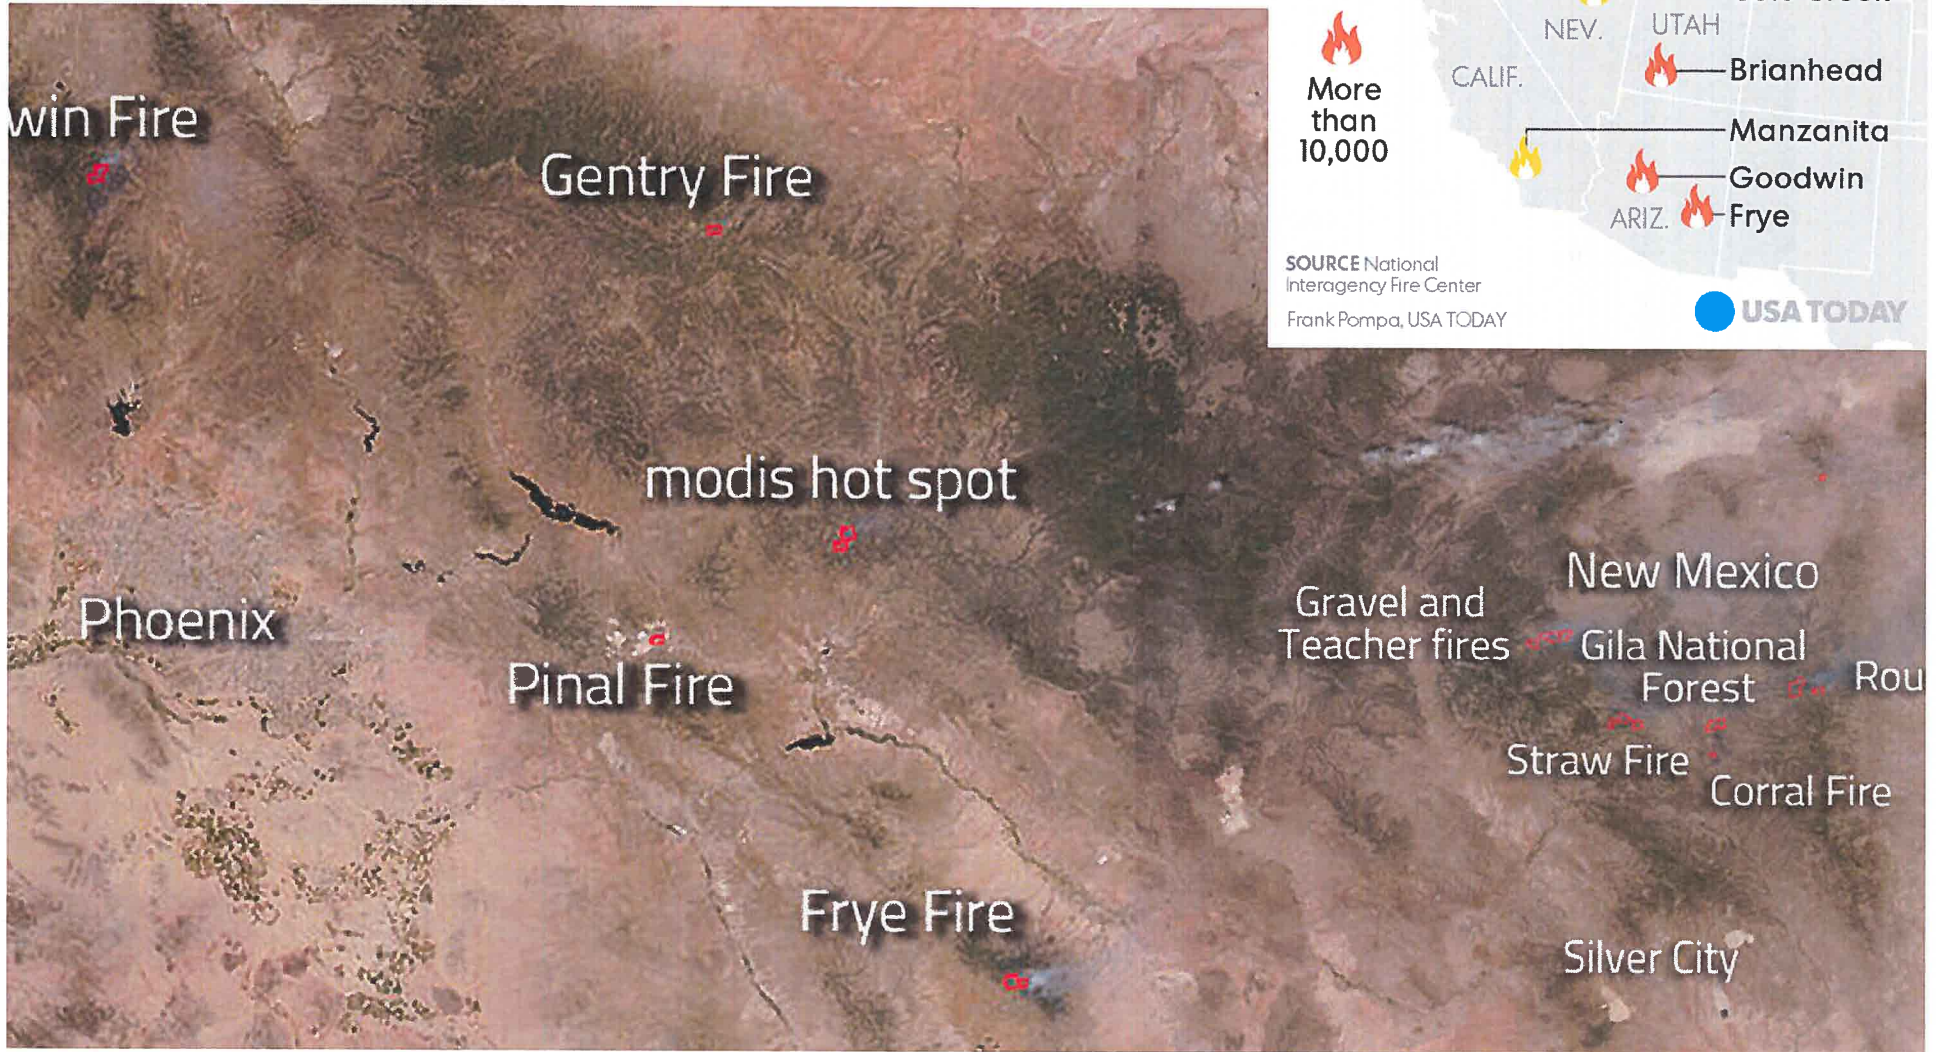 win Fire
Gentry Fire
modis hot spot
Phoenix
Pinal Fire
Frye Fire
New Mexico
Gravel and
Teacher fires
Gila National
Forest
Rou
Straw Fire
Corral Fire
Silver City
More
than
10,000
NEV.
UTAH
CALIF.
Brianhead
Manzanita
Goodwin
ARIZ.
Frye
SOURCE National
Interagency Fire Center
Frank Pompa, USA TODAY
USA TODAY